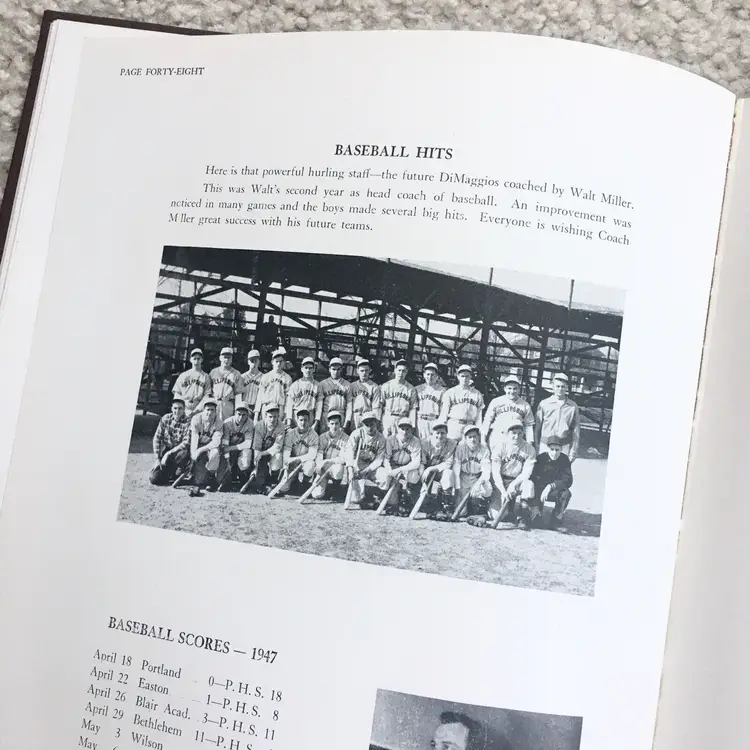 PAGE FORTY-EIGHT
BASEBALL HITS
Here is that powerful hurling staff—the future DiMaggios coached by Walt Miller.
This was Walt's second year as head coach of baseball. An improvement was
noticed in many games and the boys made several big hits. Everyone is wishing Coach
M ller great success with his future teams.
BASEBALL SCORES — 1947
April 18 Portland 0—P. H. S. 18
April 22 Easton 1—P. H. S. 8
April 26 Blair Acad. 3—P. H. S. 11
April 29 Bethlehem 11—P. H. S.
May 3 Wilson
May